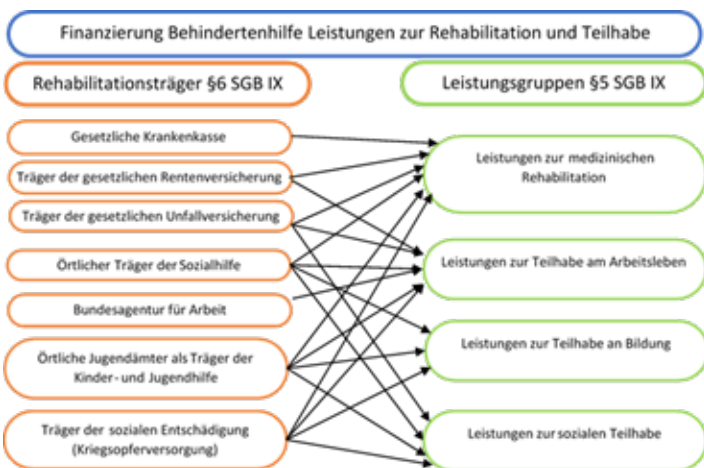 Finanzierung Behindertenhilfe Leistungen zur Rehabilitation und Teilhabe
Rehabilitationsträger §6 SGB IX
Leistungsgruppen §5 SGB IX
Gesetzliche Krankenkasse
Träger der gesetzlichen Rentenversicherung
Träger der gesetzlichen Unfallversicherung
Örtlicher Träger der Sozialhilfe
Bundesagentur für Arbeit
Örtliche Jugendämter als Träger der
Kinder- und Jugendhilfe
Träger der sozialen Entschädigung
(Kriegsopferversorgung)
Leistungen zur medizinischen
Rehabilitation
Leistungen zur Teilhabe am Arbeitsleben
Leistungen zur Teilhabe an Bildung
Leistungen zur sozialen Teilhabe